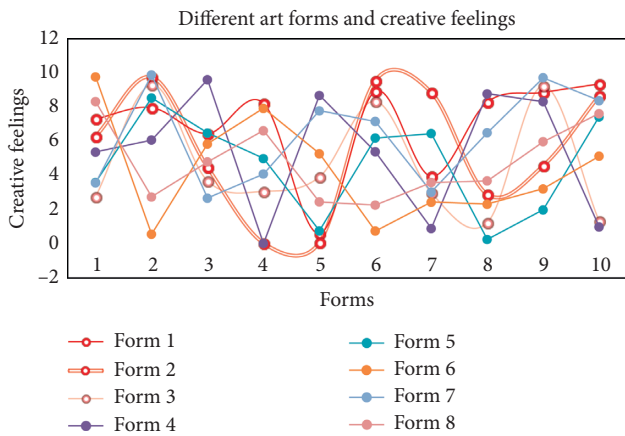 Different art forms and creative feelings
12
10
8
6
4
2
0
−2
Creative feelings
1 2 3 4 5 6 7 8 9 10
Forms
Form 1
Form 2
Form 3
Form 4
Form 5
Form 6
Form 7
Form 8